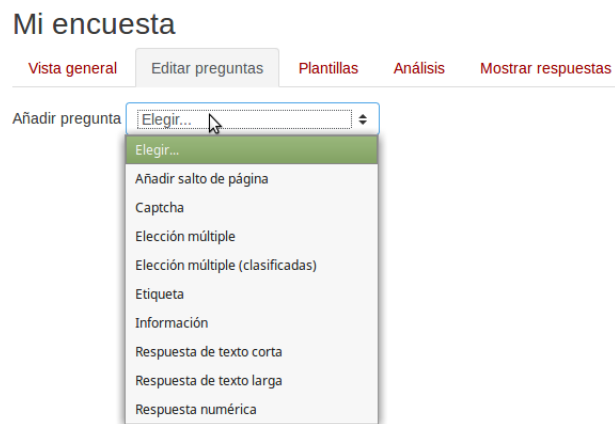 Mi encuesta
Vista general Editar preguntas Plantillas Análisis Mostrar respuestas
Añadir pregunta Elegir...
Elegir...
Añadir salto de página
Captcha
Elección múltiple
Elección múltiple (clasificadas)
Etiqueta
Información
Respuesta de texto corta
Respuesta de texto larga
Respuesta numérica